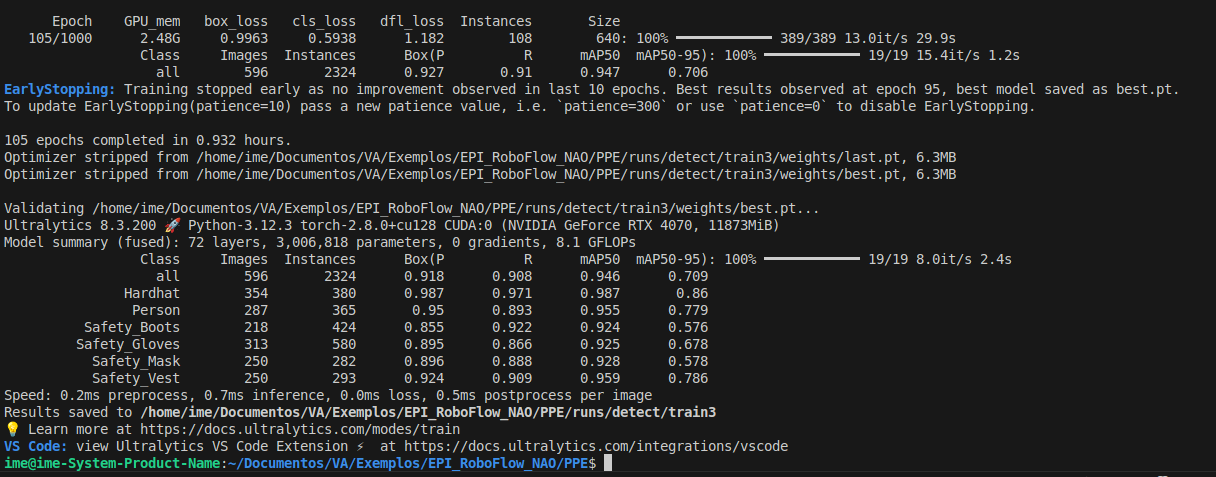 Epoch GPU_mem box_loss cls_loss dfl_loss Instances Size
105/1000 2.48G 0.9963 0.5938 1.182 108 640: 100% ━━━━━━━━━━━━ 389/389 13.0it/s 29.9s
Class Images Instances Box(P R mAP50 mAP50-95): 100% ━━━━━━━━━━━━ 19/19 15.4it/s 1.2s
all 596 2324 0.927 0.91 0.947 0.706
EarlyStopping: Training stopped early as no improvement observed in last 10 epochs. Best results observed at epoch 95, best model saved as best.pt.
To update EarlyStopping(patience=10) pass a new patience value, i.e. `patience=300` or use `patience=0` to disable EarlyStopping.
105 epochs completed in 0.932 hours.
Optimizer stripped from /home/ime/Documentos/VA/Exemplos/EPI_RoboFlow_NAO/PPE/runs/detect/train3/weights/last.pt, 6.3MB
Optimizer stripped from /home/ime/Documentos/VA/Exemplos/EPI_RoboFlow_NAO/PPE/runs/detect/train3/weights/best.pt, 6.3MB
Validating /home/ime/Documentos/VA/Exemplos/EPI_RoboFlow_NAO/PPE/runs/detect/train3/weights/best.pt...
Ultralytics 8.3.200 🚀 Python-3.12.3 torch-2.8.0+cu128 CUDA:0 (NVIDIA GeForce RTX 4070, 11873MiB)
Model summary (fused): 72 layers, 3,006,818 parameters, 0 gradients, 8.1 GFLOPs
Class Images Instances Box(P R mAP50 mAP50-95): 100% ━━━━━━━━━━━━ 19/19 8.0it/s 2.4s
all 596 2324 0.918 0.908 0.946 0.709
Hardhat 354 380 0.987 0.971 0.987 0.86
Person 287 365 0.95 0.893 0.955 0.779
Safety_Boots 218 424 0.855 0.922 0.924 0.576
Safety_Gloves 313 580 0.895 0.866 0.925 0.678
Safety_Mask 250 282 0.896 0.888 0.928 0.578
Safety_Vest 250 293 0.924 0.909 0.959 0.786
Speed: 0.2ms preprocess, 0.7ms inference, 0.0ms loss, 0.5ms postprocess per image
Results saved to /home/ime/Documentos/VA/Exemplos/EPI_RoboFlow_NAO/PPE/runs/detect/train3
💡 Learn more at https://docs.ultralytics.com/modes/train
VS Code: view Ultralytics VS Code Extension ⚡ at https://docs.ultralytics.com/integrations/vscode
ime@ime-System-Product-Name:~/Documentos/VA/Exemplos/EPI_RoboFlow_NAO/PPE$